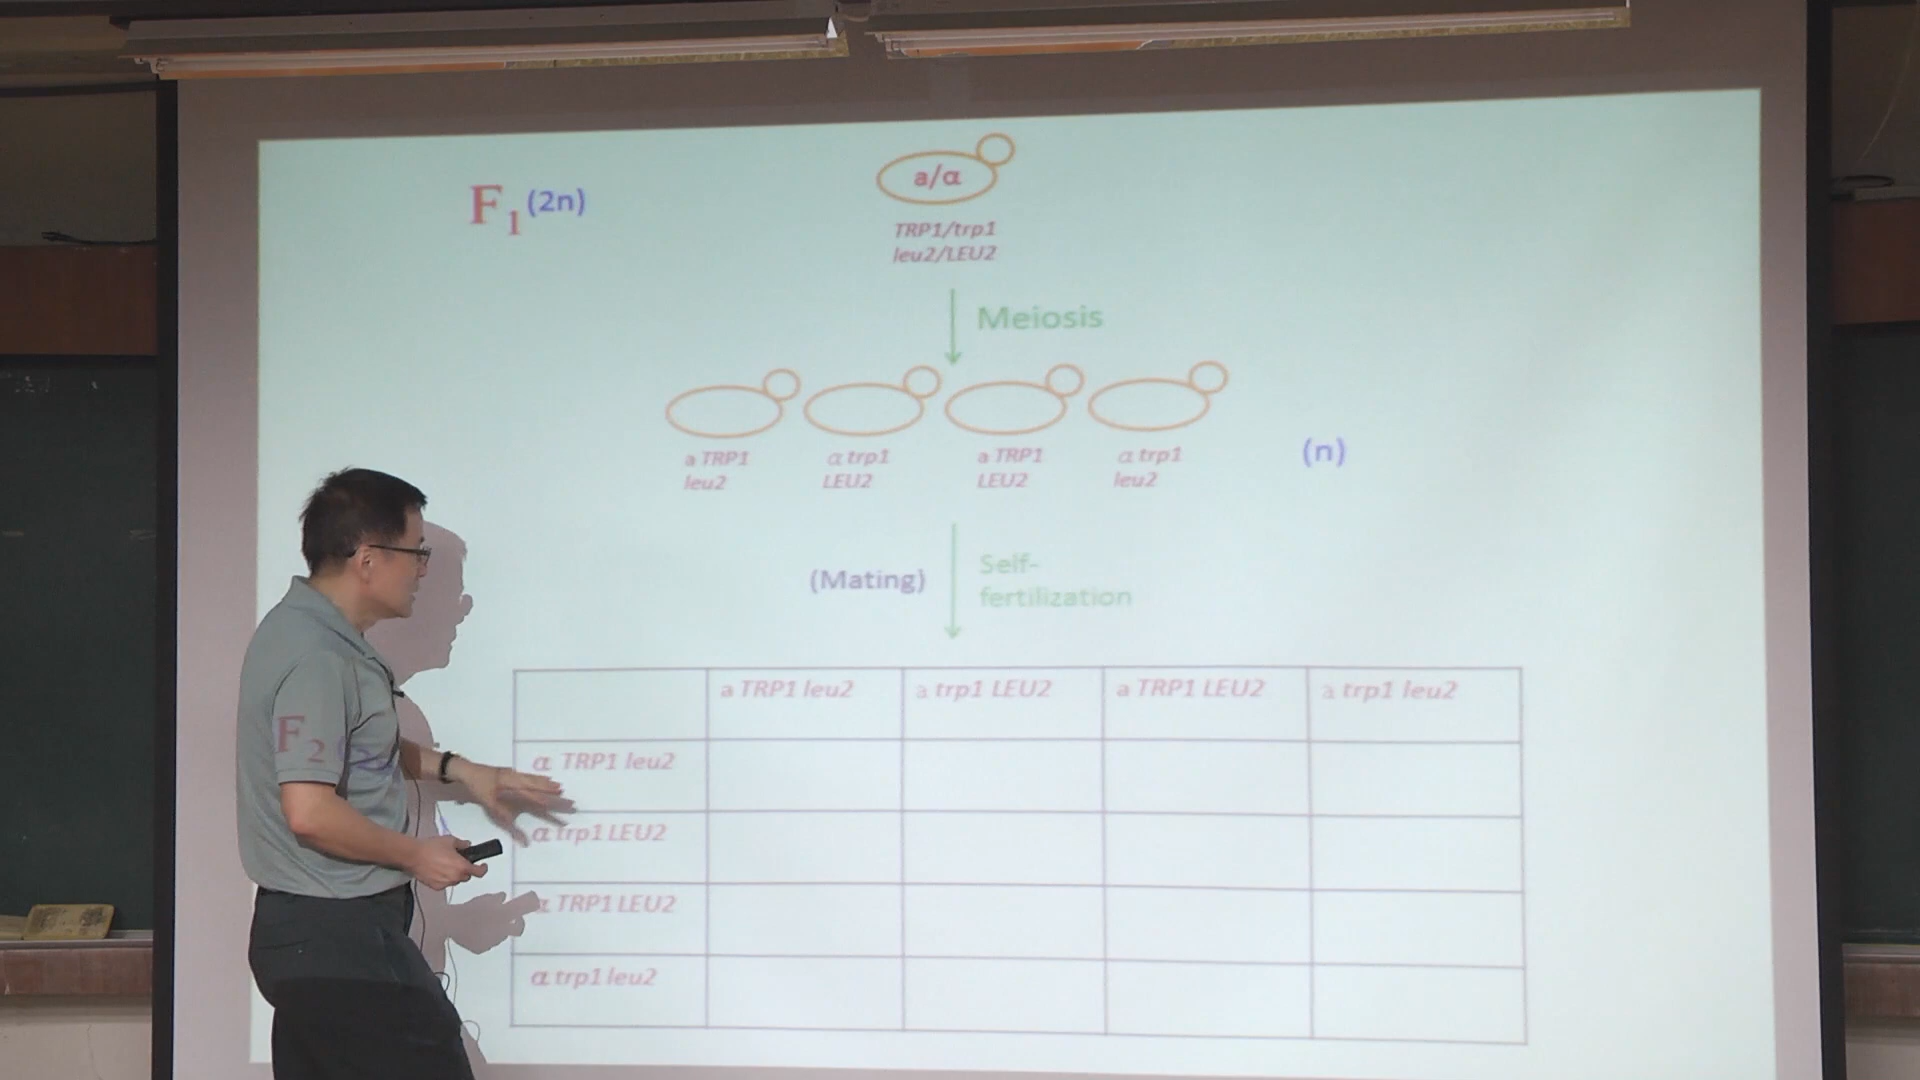 F1 (2n)
a/α
TRP1/trp1
leu2/LEU2
Meiosis
a TRP1
leu2
α trp1
LEU2
a TRP1
LEU2
α trp1
leu2
(n)
(Mating)
Self-
fertilization
a TRP1 leu2
a trp1 LEU2
a TRP1 LEU2
a trp1 leu2
F2
α TRP1 leu2
α trp1 LEU2
α TRP1 LEU2
α trp1 leu2